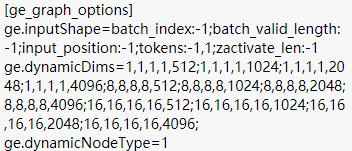 [ge_graph_options]
ge.inputShape=batch_index:-1;batch_valid_length:
-1;input_position:-1;tokens:-1,1;zactivate_len:-1
ge.dynamicDims=1,1,1,1,512;1,1,1,1,1024;1,1,1,1,20
48;1,1,1,1,4096;8,8,8,8,512;8,8,8,8,1024;8,8,8,8,2048;
8,8,8,8,4096;16,16,16,16,512;16,16,16,16,1024;16,16
,16,16,2048;16,16,16,16,4096;
ge.dynamicNodeType=1